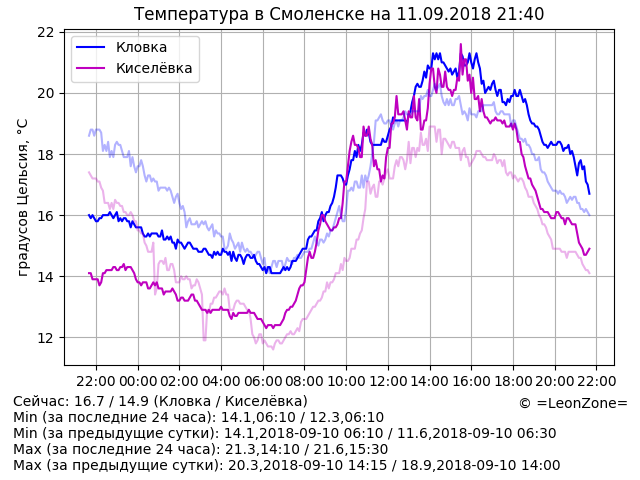 Температура в Смоленске на 11.09.2018 21:40
градусов Цельсия, °C
22
20
18
16
14
12
Кловка
Киселёвка
22:00 00:00 02:00 04:00 06:00 08:00 10:00 12:00 14:00 16:00 18:00 20:00 22:00
Сейчас: 16.7 / 14.9 (Кловка / Киселёвка)
© =LeonZone=
Min (за последние 24 часа): 14.1,06:10 / 12.3,06:10
Min (за предыдущие сутки): 14.1,2018-09-10 06:10 / 11.6,2018-09-10 06:30
Max (за последние 24 часа): 21.3,14:10 / 21.6,15:30
Max (за предыдущие сутки): 20.3,2018-09-10 14:15 / 18.9,2018-09-10 14:00